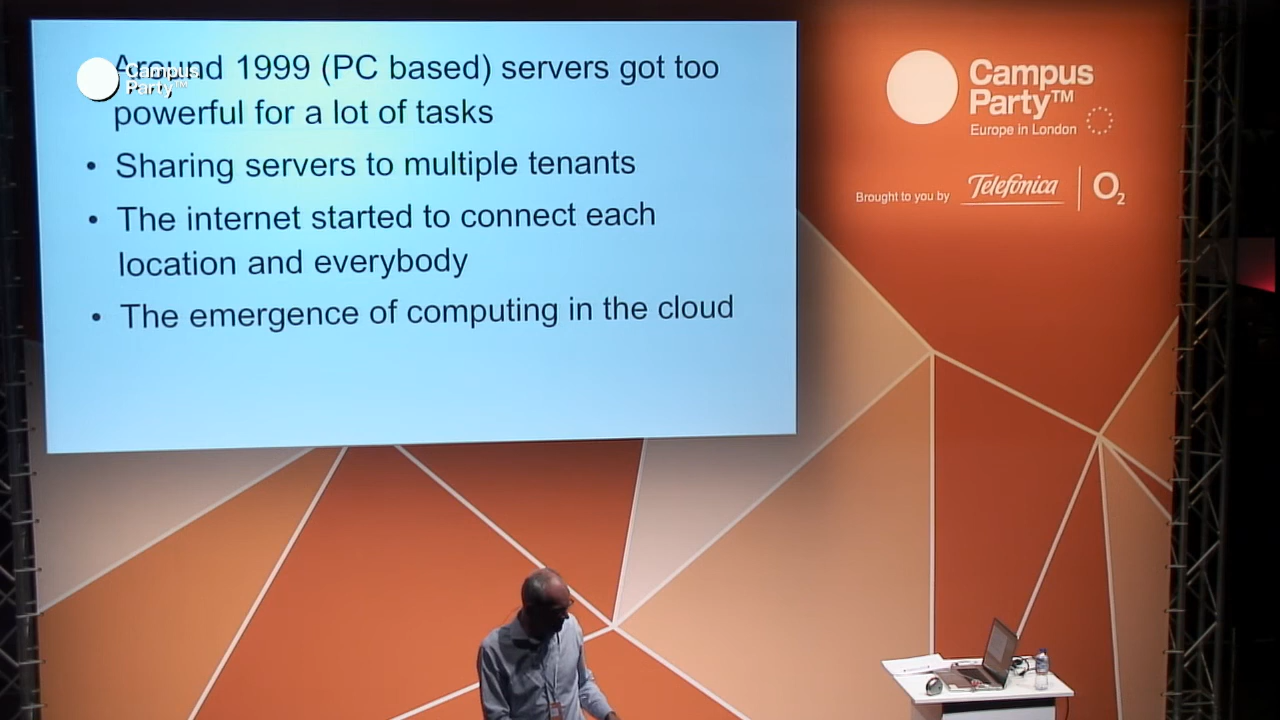 Around 1999 (PC based) servers got too
powerful for a lot of tasks
• Sharing servers to multiple tenants
• The internet started to connect each
location and everybody
• The emergence of computing in the cloud
Campus
Party™
Campus
Party™
Europe in London
Brought to you by Telefónica O2